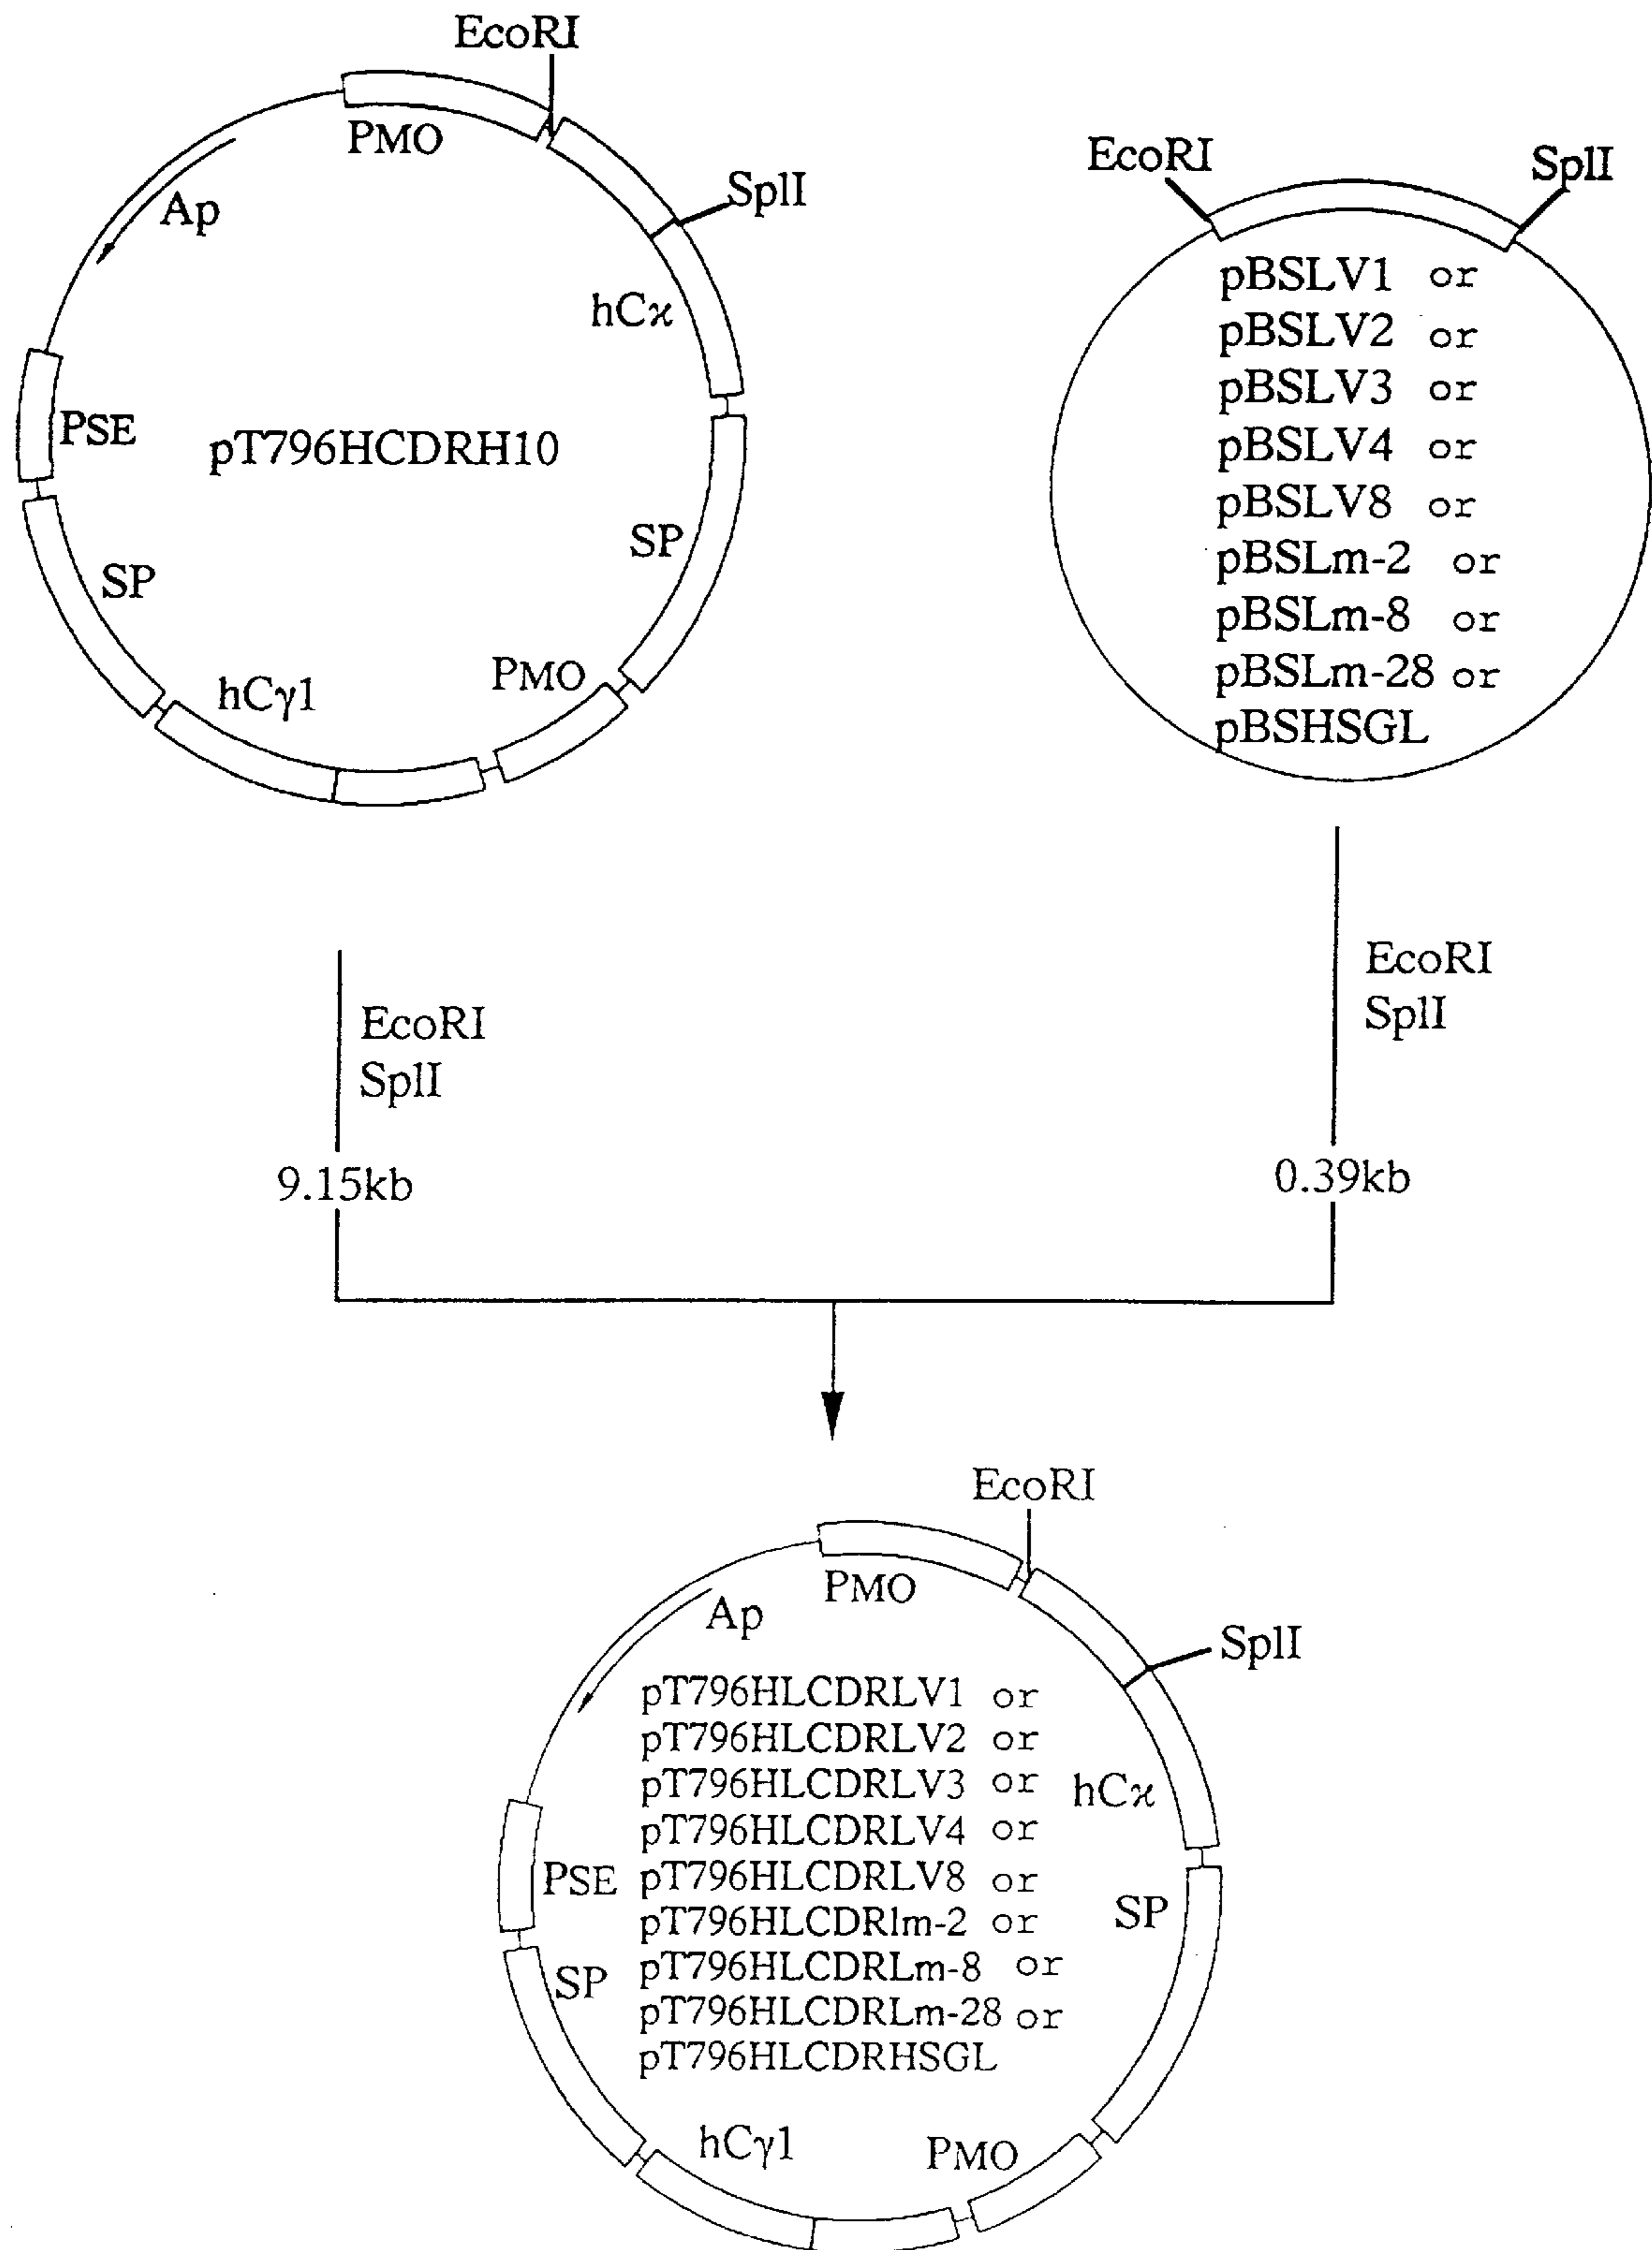 EcoRI
PMO
SplI
Ap
hCϰ
PSE
pT796HCDRH10
SP
SP
PMO
hCγ1
EcoRI
SplI
pBSLV1 or
pBSLV2 or
pBSLV3 or
pBSLV4 or
pBSLV8 or
pBSLm-2 or
pBSLm-8 or
pBSLm-28 or
pBSHSGL
EcoRI
SplI
9.15kb
EcoRI
SplI
0.39kb
EcoRI
PMO
Ap
SplI
pT796HLCDRLV1 or
pT796HLCDRLV2 or
pT796HLCDRLV3 or
hCϰ
pT796HLCDRLV4 or
PSE
pT796HLCDRLV8 or
SP
pT796HLCDRlm-2 or
SP
pT796HLCDRLm-8 or
pT796HLCDRLm-28 or
pT796HLCDRHSGL
hCγ1
PMO